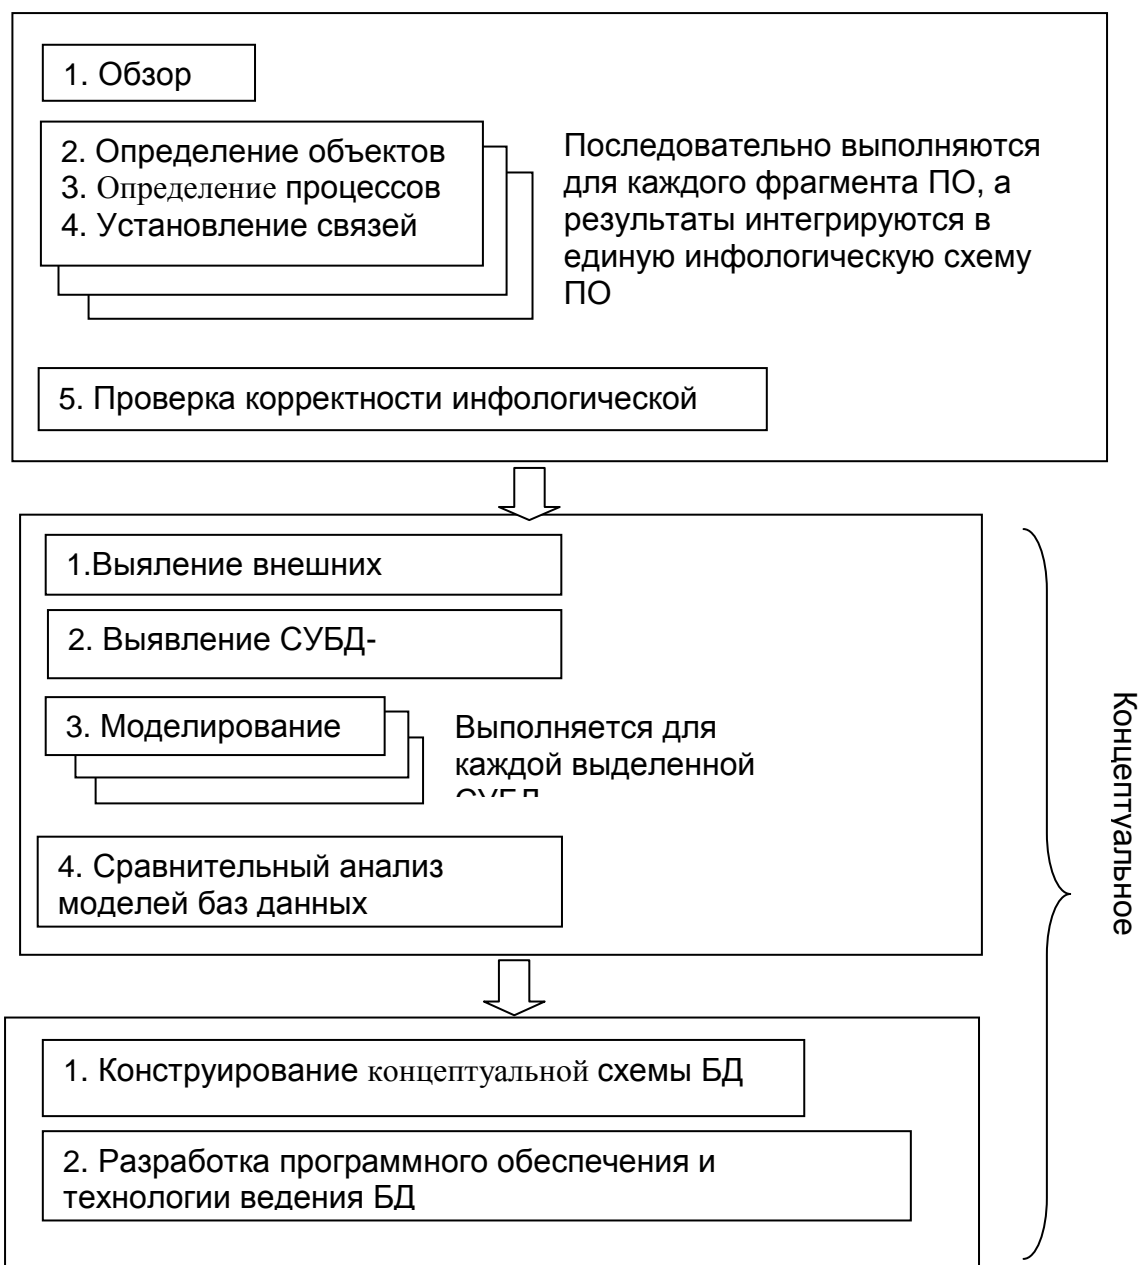 1. Обзор
2. Определение объектов
3. Определение процессов
4. Установление связей
Последовательно выполняются
для каждого фрагмента ПО, а
результаты интегрируются в
единую инфологическую схему
ПО
5. Проверка корректности инфологической
1.Выяление внешних
2. Выявление СУБД-
3. Моделирование
Выполняется для
каждой выделенной
4. Сравнительный анализ
моделей баз данных
Концептуальное
1. Конструирование концептуальной схемы БД
2. Разработка программного обеспечения и
технологии ведения БД